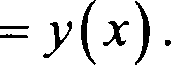 = y(x).